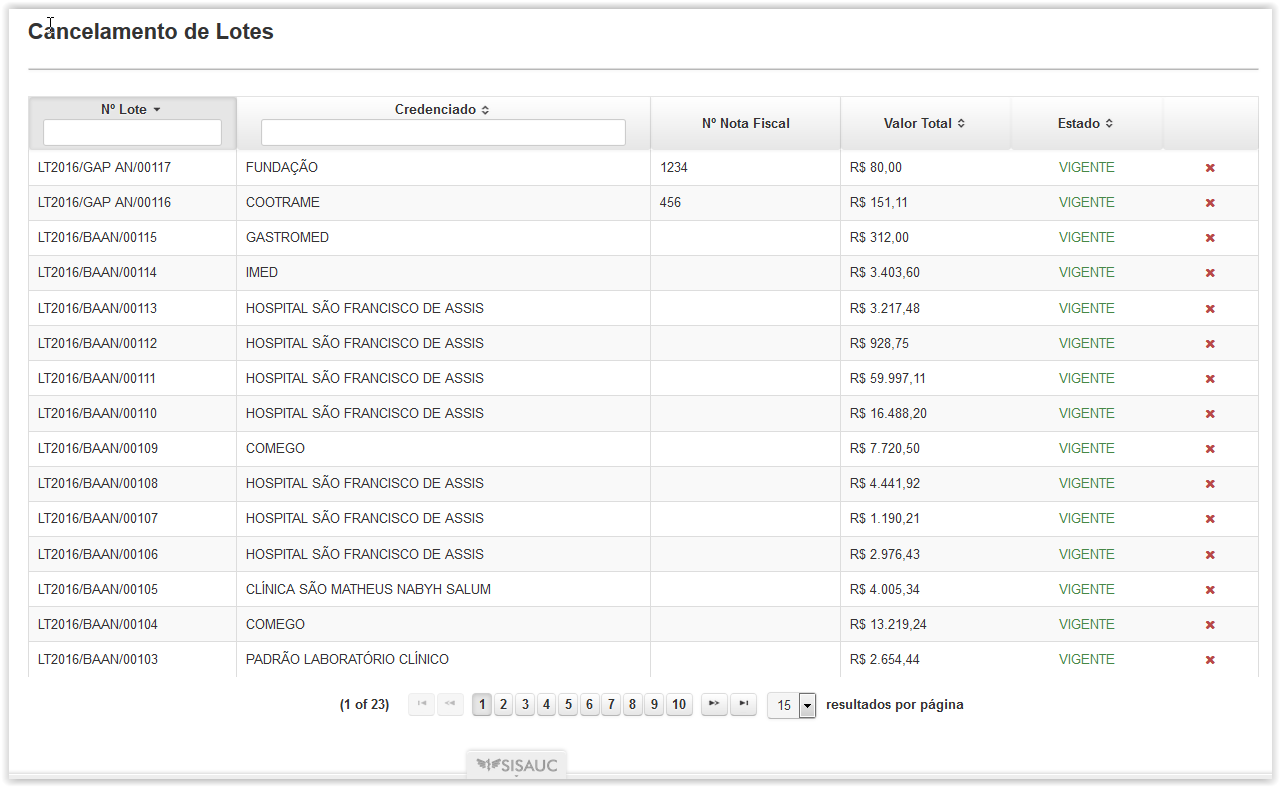 Cancelamento de Lotes
Nº Lote Credenciado Nº Nota Fiscal Valor Total Estado
LT2016/GAP AN/00117 FUNDAÇÃO 1234 R$ 80,00 VIGENTE
LT2016/GAP AN/00116 COOTRAME 456 R$ 151,11 VIGENTE
LT2016/BAAN/00115 GASTROMED R$ 312,00 VIGENTE
LT2016/BAAN/00114 IMED R$ 3.403,60 VIGENTE
LT2016/BAAN/00113 HOSPITAL SÃO FRANCISCO DE ASSIS R$ 3.217,48 VIGENTE
LT2016/BAAN/00112 HOSPITAL SÃO FRANCISCO DE ASSIS R$ 928,75 VIGENTE
LT2016/BAAN/00111 HOSPITAL SÃO FRANCISCO DE ASSIS R$ 59.997,11 VIGENTE
LT2016/BAAN/00110 HOSPITAL SÃO FRANCISCO DE ASSIS R$ 16.488,20 VIGENTE
LT2016/BAAN/00109 COMEGO R$ 7.720,50 VIGENTE
LT2016/BAAN/00108 HOSPITAL SÃO FRANCISCO DE ASSIS R$ 4.441,92 VIGENTE
LT2016/BAAN/00107 HOSPITAL SÃO FRANCISCO DE ASSIS R$ 1.190,21 VIGENTE
LT2016/BAAN/00106 HOSPITAL SÃO FRANCISCO DE ASSIS R$ 2.976,43 VIGENTE
LT2016/BAAN/00105 CLÍNICA SÃO MATHEUS NABYH SALUM R$ 4.005,34 VIGENTE
LT2016/BAAN/00104 COMEGO R$ 13.219,24 VIGENTE
LT2016/BAAN/00103 PADRÃO LABORATÓRIO CLÍNICO R$ 2.654,44 VIGENTE
(1 of 23) 1 2 3 4 5 6 7 8 9 10 15 resultados por página
SISAUC